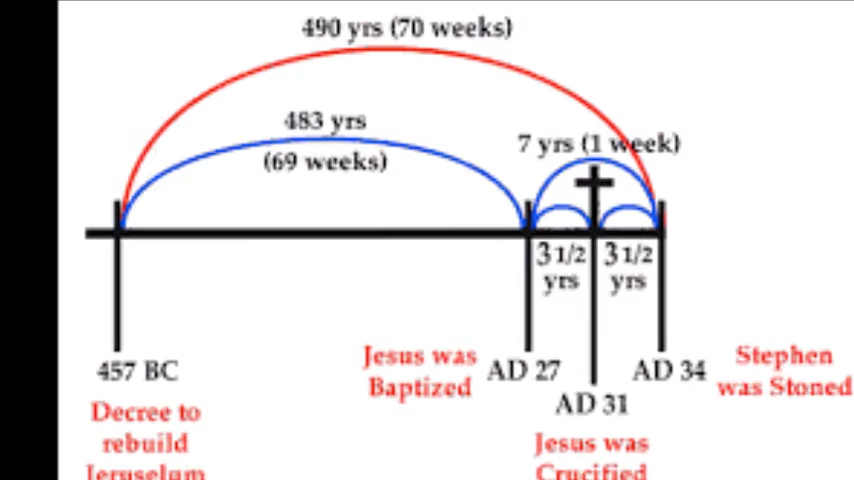 490 yrs (70 weeks)
483 yrs
(69 weeks)
7 yrs (1 week)
3 1/2
yrs
3 1/2
yrs
457 BC
Decree to
rebuild
Jeruselum
Jesus was
Baptized
AD 27
AD 31
Jesus was
Crucified
AD 34
Stephen
was Stoned